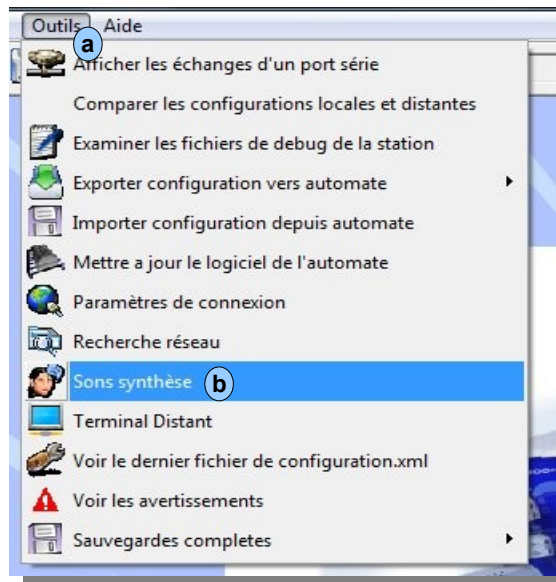 Outils Aide
a
Afficher les échanges d'un port série
Comparer les configurations locales et distantes
Examiner les fichiers de debug de la station
Exporter configuration vers automate
Importer configuration depuis automate
Mettre a jour le logiciel de l'automate
Paramètres de connexion
Recherche réseau
Sons synthèse b
Terminal Distant
Voir le dernier fichier de configuration.xml
Voir les avertissements
Sauvegardes completes